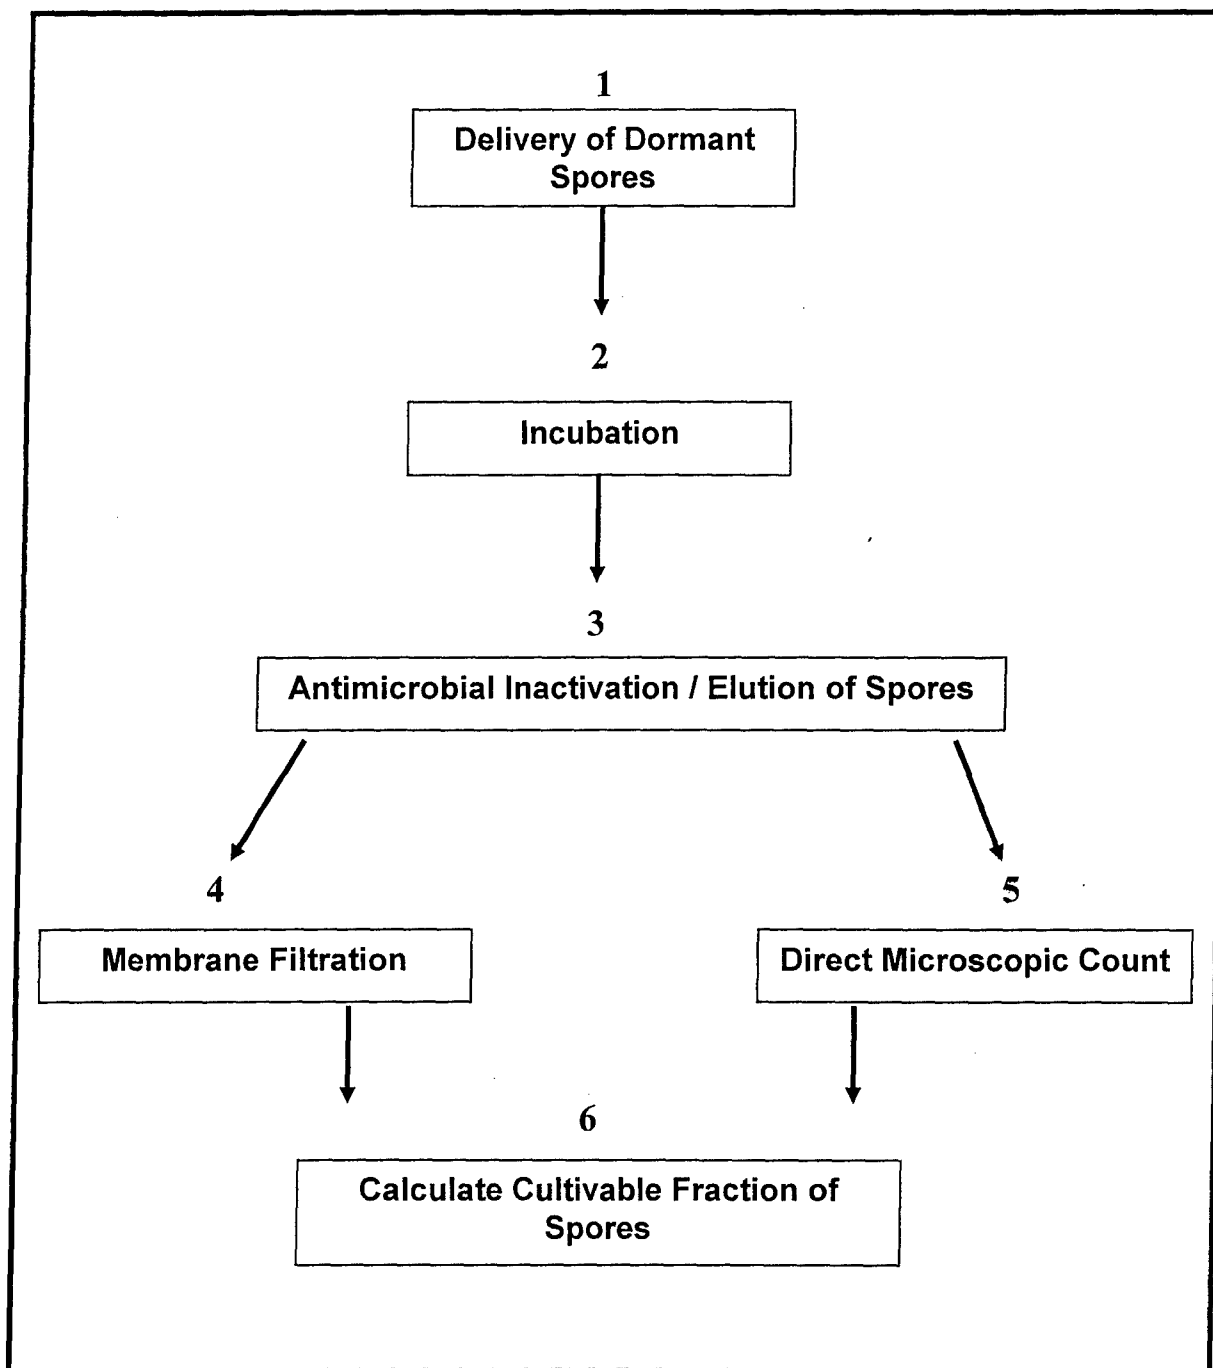 1
Delivery of Dormant
Spores
2
Incubation
3
Antimicrobial Inactivation / Elution of Spores
4
5
Membrane Filtration
Direct Microscopic Count
6
Calculate Cultivable Fraction of
Spores